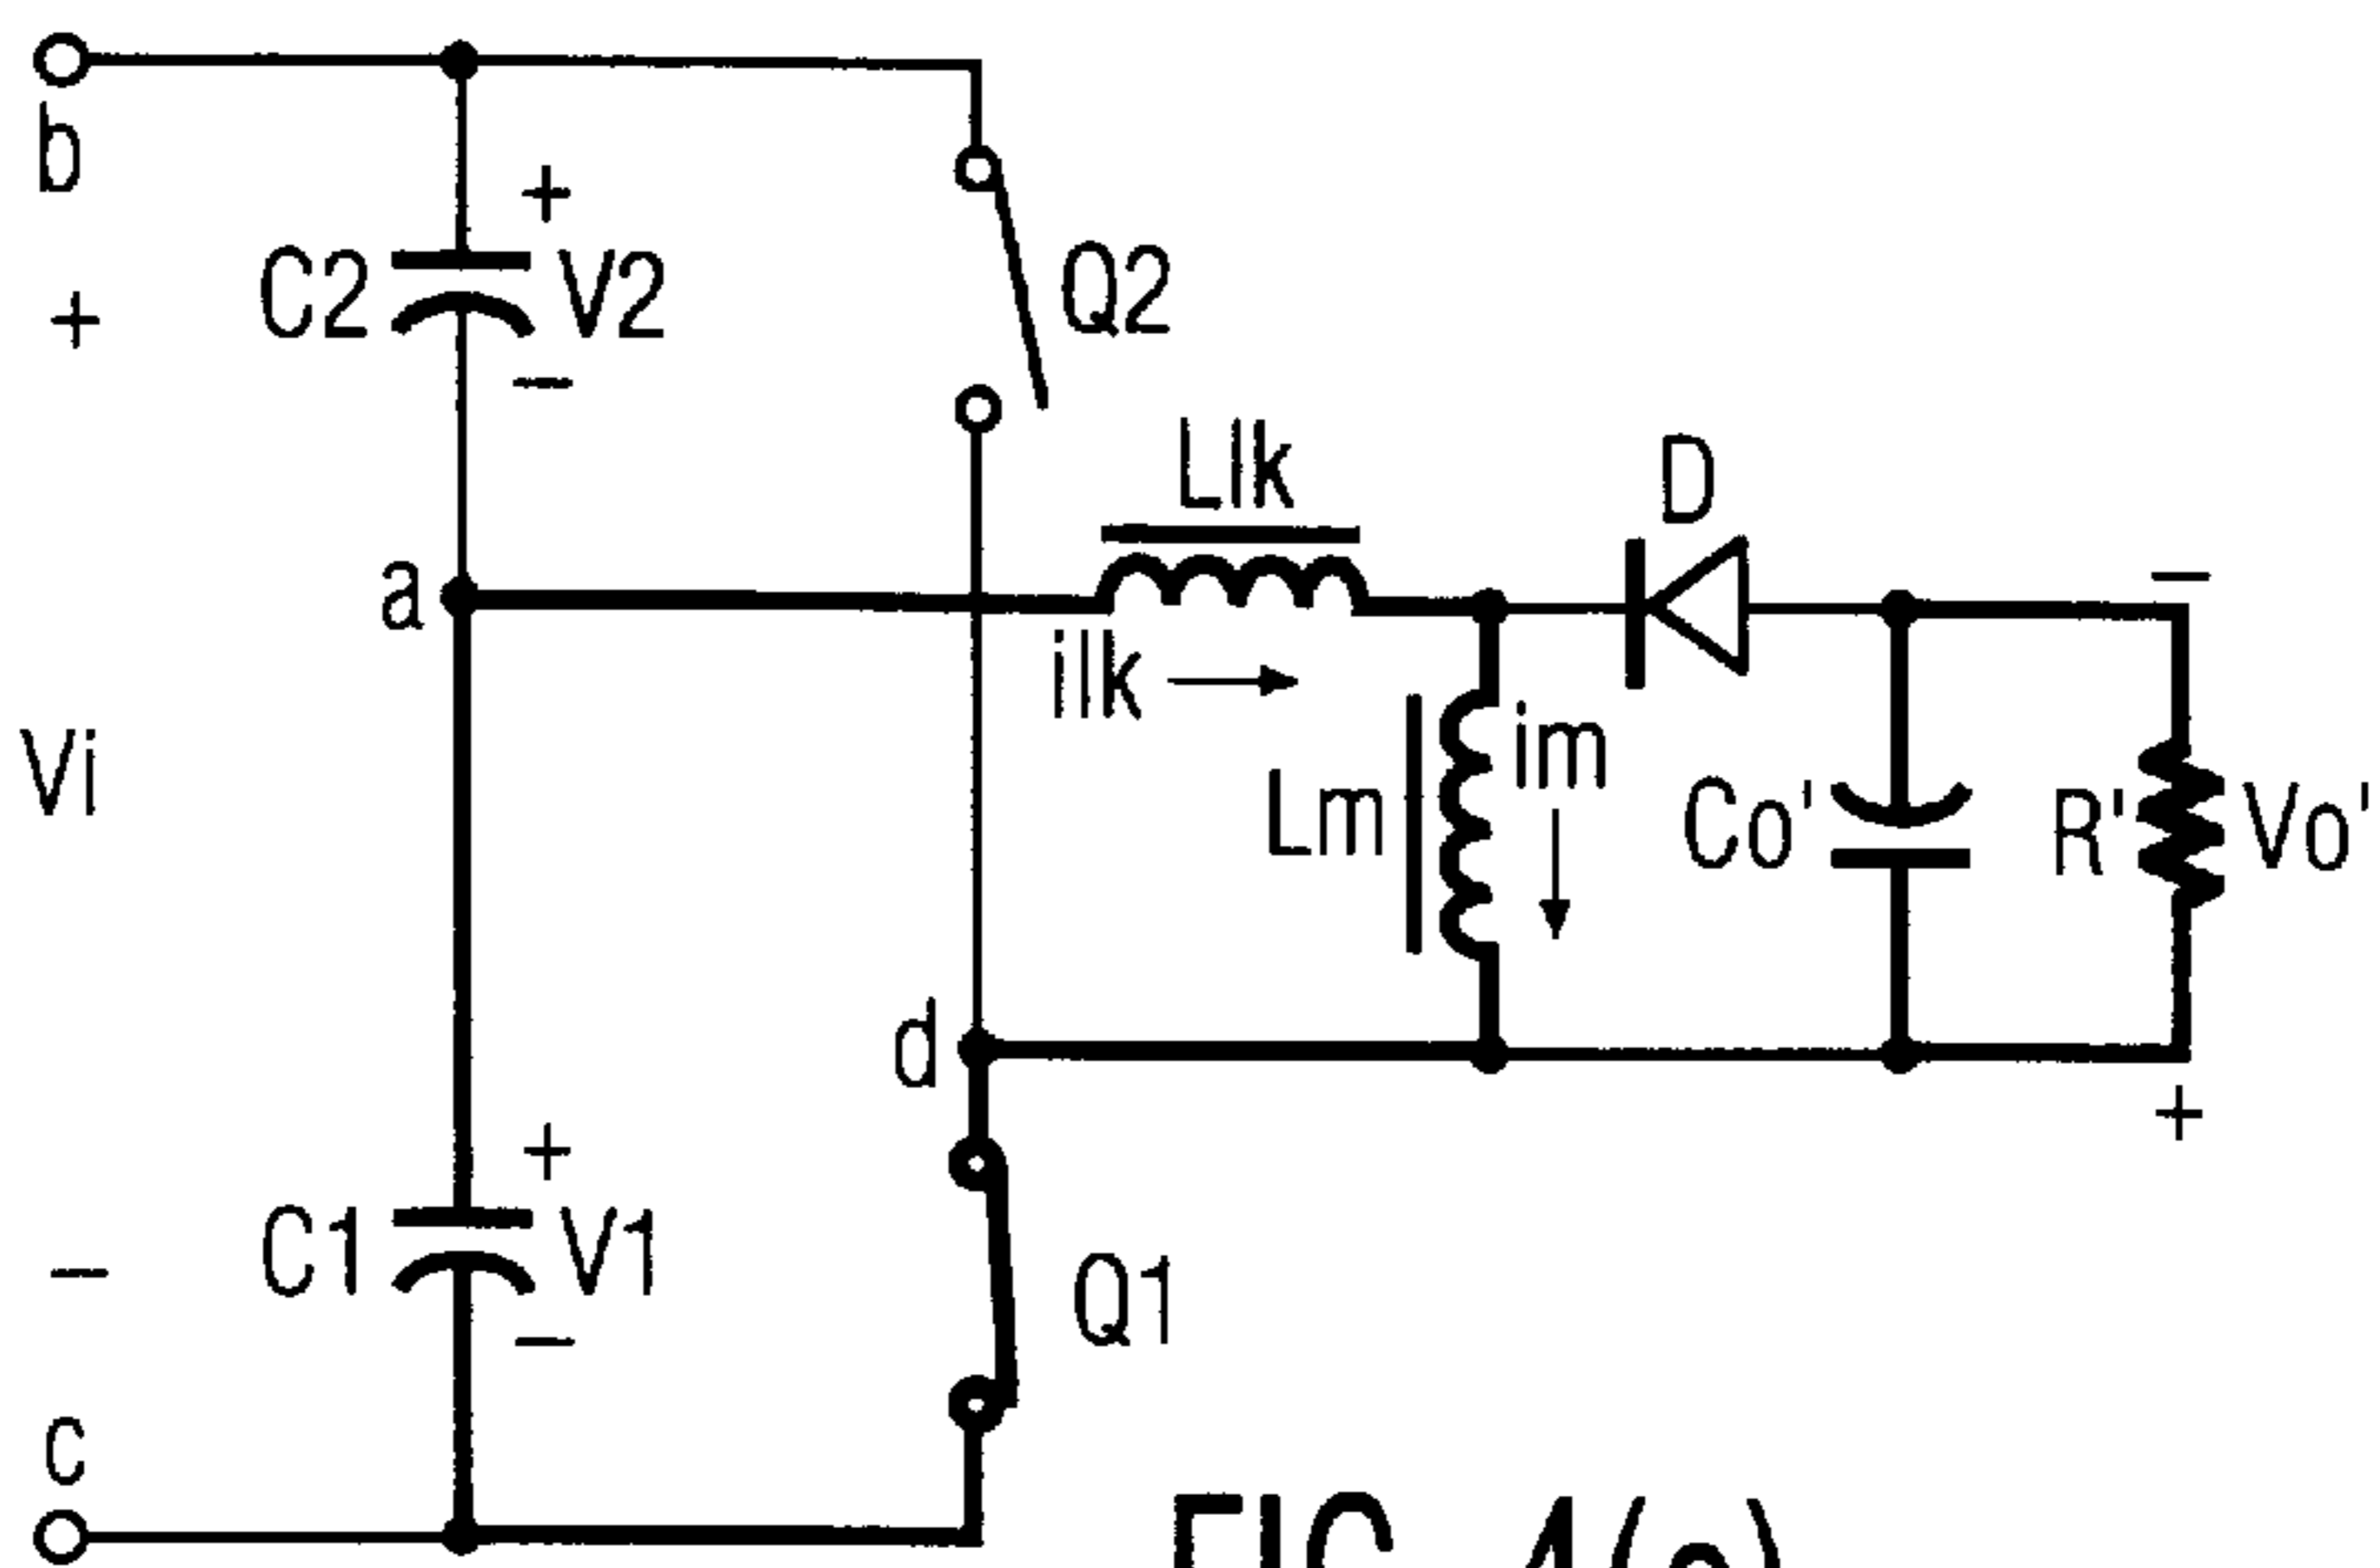 b
+
C2
V2
+
−
Q2
Llk
D
−
a
ilk
im
Vi
Lm
Co'
R'
Vo'
d
+
+
C1
V1
−
−
Q1
c